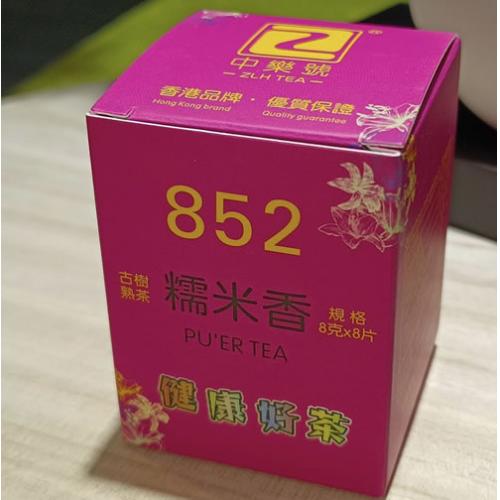 ®
中樂號
— ZLH TEA —
香港品牌 · 優質保證
Hong Kong brand Quality guarantee
852
古樹
熟茶
糯米香
規格
8克x8片
PU'ER TEA
健康好茶